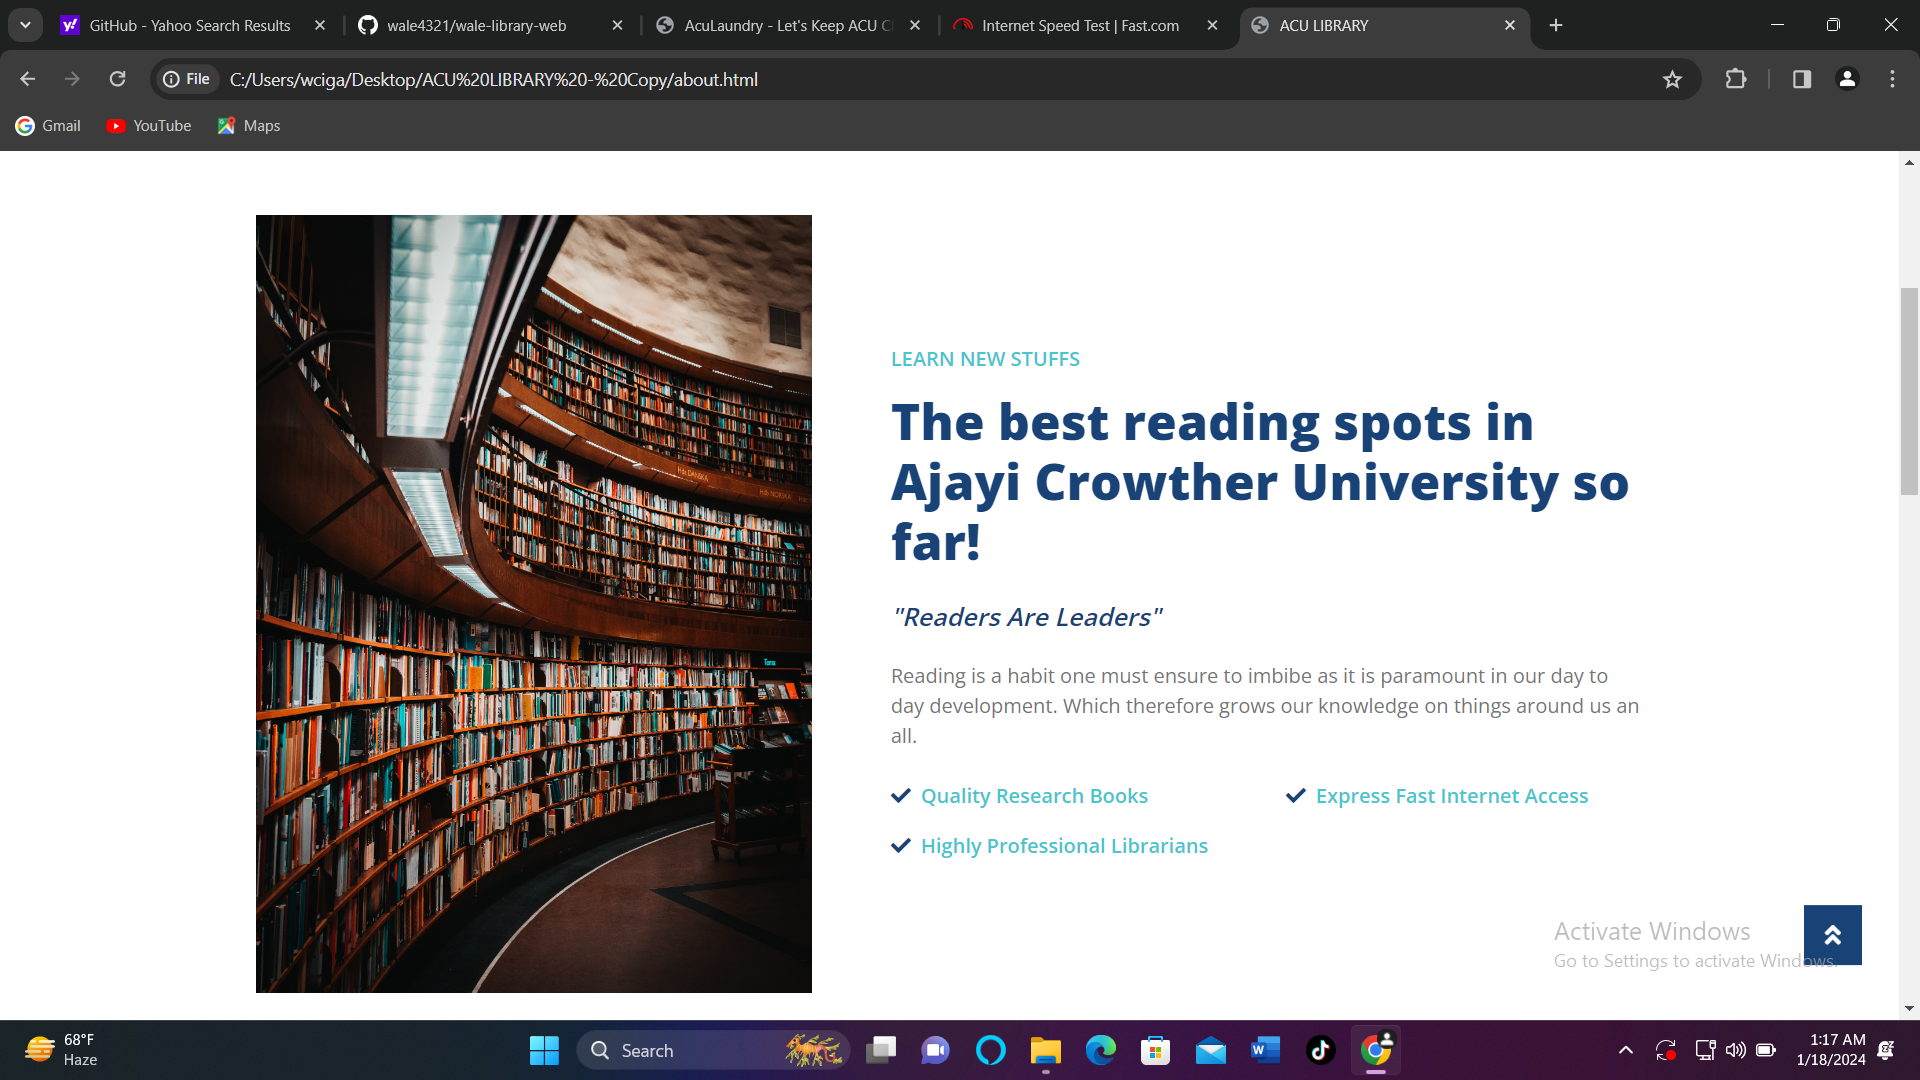 GitHub - Yahoo Search Results
wale4321/wale-library-web
AcuLaundry - Let's Keep ACU C
Internet Speed Test | Fast.com
ACU LIBRARY
File
C:/Users/wciga/Desktop/ACU%20LIBRARY%20-%20Copy/about.html
Gmail
YouTube
Maps
LEARN NEW STUFFS
The best reading spots in
Ajayi Crowther University so
far!
"Readers Are Leaders"
Reading is a habit one must ensure to imbibe as it is paramount in our day to
day development. Which therefore grows our knowledge on things around us an
all.
Quality Research Books
Express Fast Internet Access
Highly Professional Librarians
Activate Windows
Go to Settings to activate Windows.
68°F
Haze
Search
1:17 AM
1/18/2024